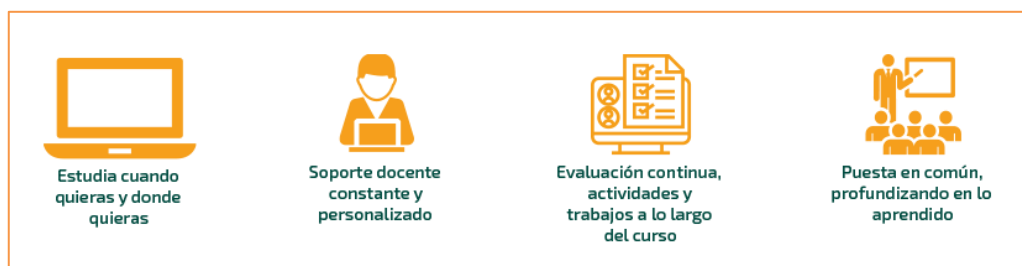 Estudia cuando
quieras y donde
quieras
Soporte docente
constante y
personalizado
Evaluación continua,
actividades y
trabajos a lo largo
del curso
Puesta en común,
profundizando en lo
aprendido